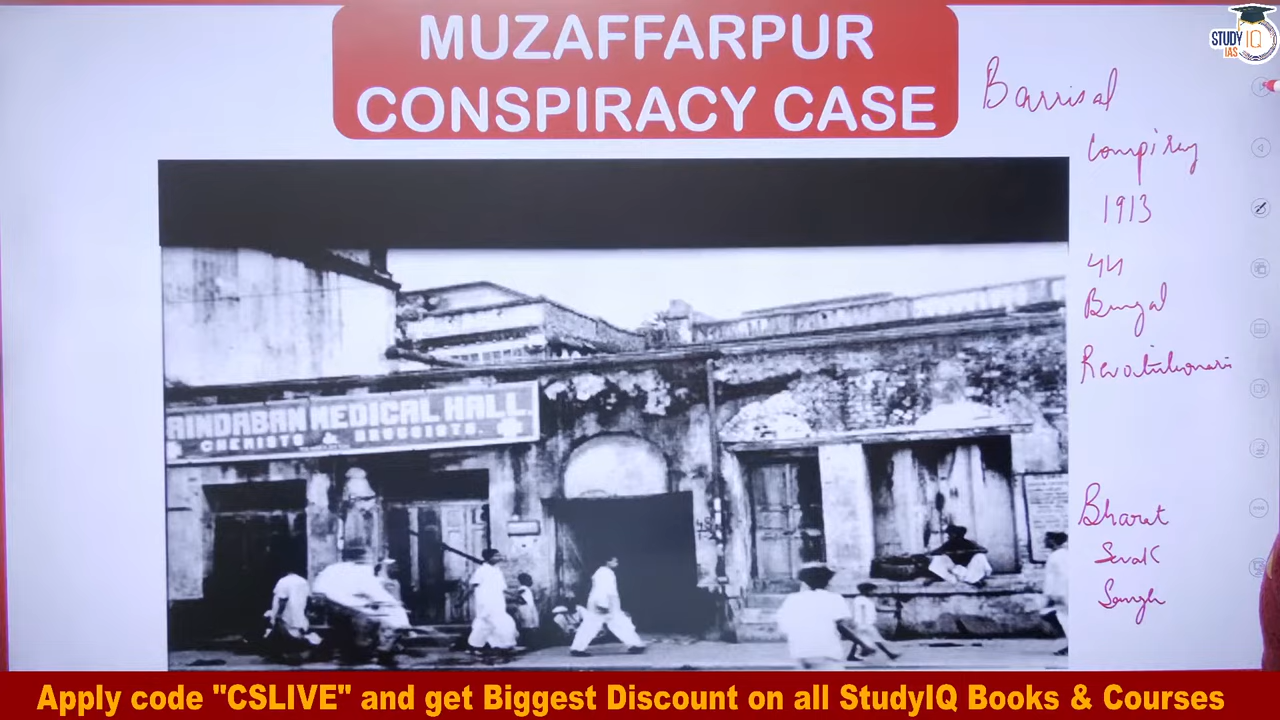 MUZAFFARPUR
CONSPIRACY CASE
STUDY IQ
IAS
Barrisal
Conspiracy
1913
44
Bengal
Revolutionari
RINDABAN MEDICAL HALL.
CHEMISTS & DRUGGISTS.
Bharat
Sevak
Sangh
Apply code "CSLIVE" and get Biggest Discount on all StudyIQ Books & Courses